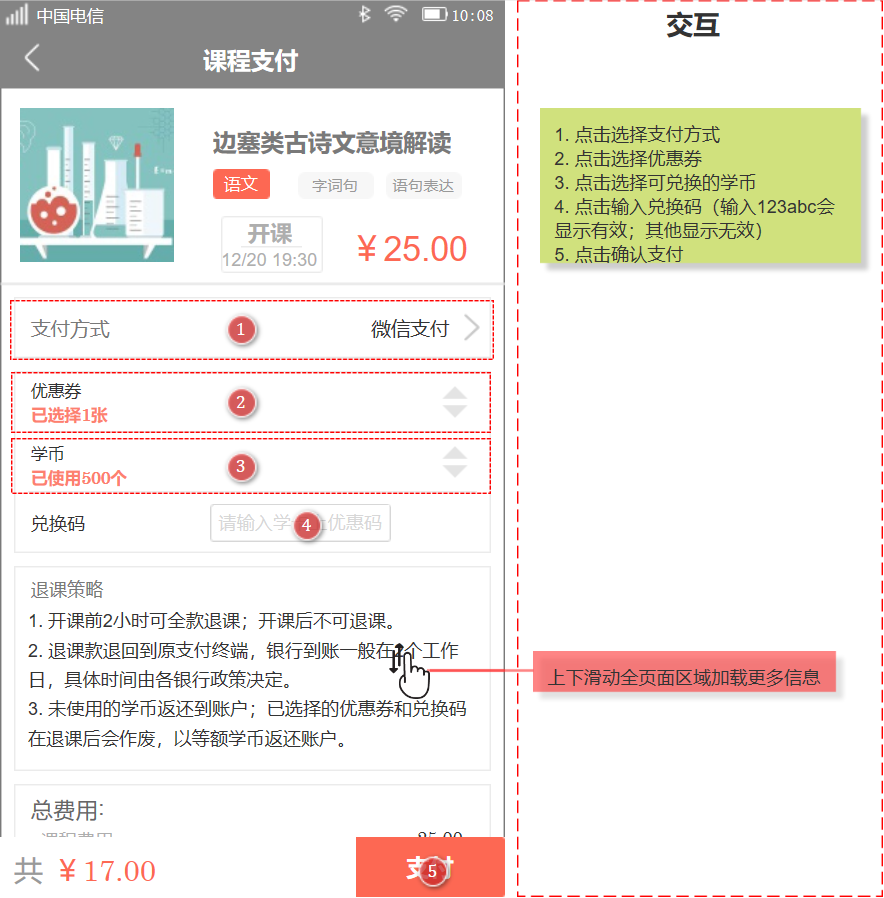 中国电信
10:08
课程支付
边塞类古诗文意境解读
语文
字词句
语句表达
开课
12/20 19:30
¥25.00
支付方式
1
微信支付
优惠券
已选择1张
2
学币
已使用500个
3
兑换码
请输入学
4
优惠码
退课策略
1. 开课前2小时可全款退课；开课后不可退课。
2. 退课款退回到原支付终端，银行到账一般在 个工作
日，具体时间由各银行政策决定。
3. 未使用的学币返还到账户；已选择的优惠券和兑换码
在退课后会作废，以等额学币返还账户。
总费用:
课程费用
25.00
共
¥17.00
支付
5
交互
1. 点击选择支付方式
2. 点击选择优惠券
3. 点击选择可兑换的学币
4. 点击输入兑换码（输入123abc会
显示有效；其他显示无效）
5. 点击确认支付
上下滑动全页面区域加载更多信息